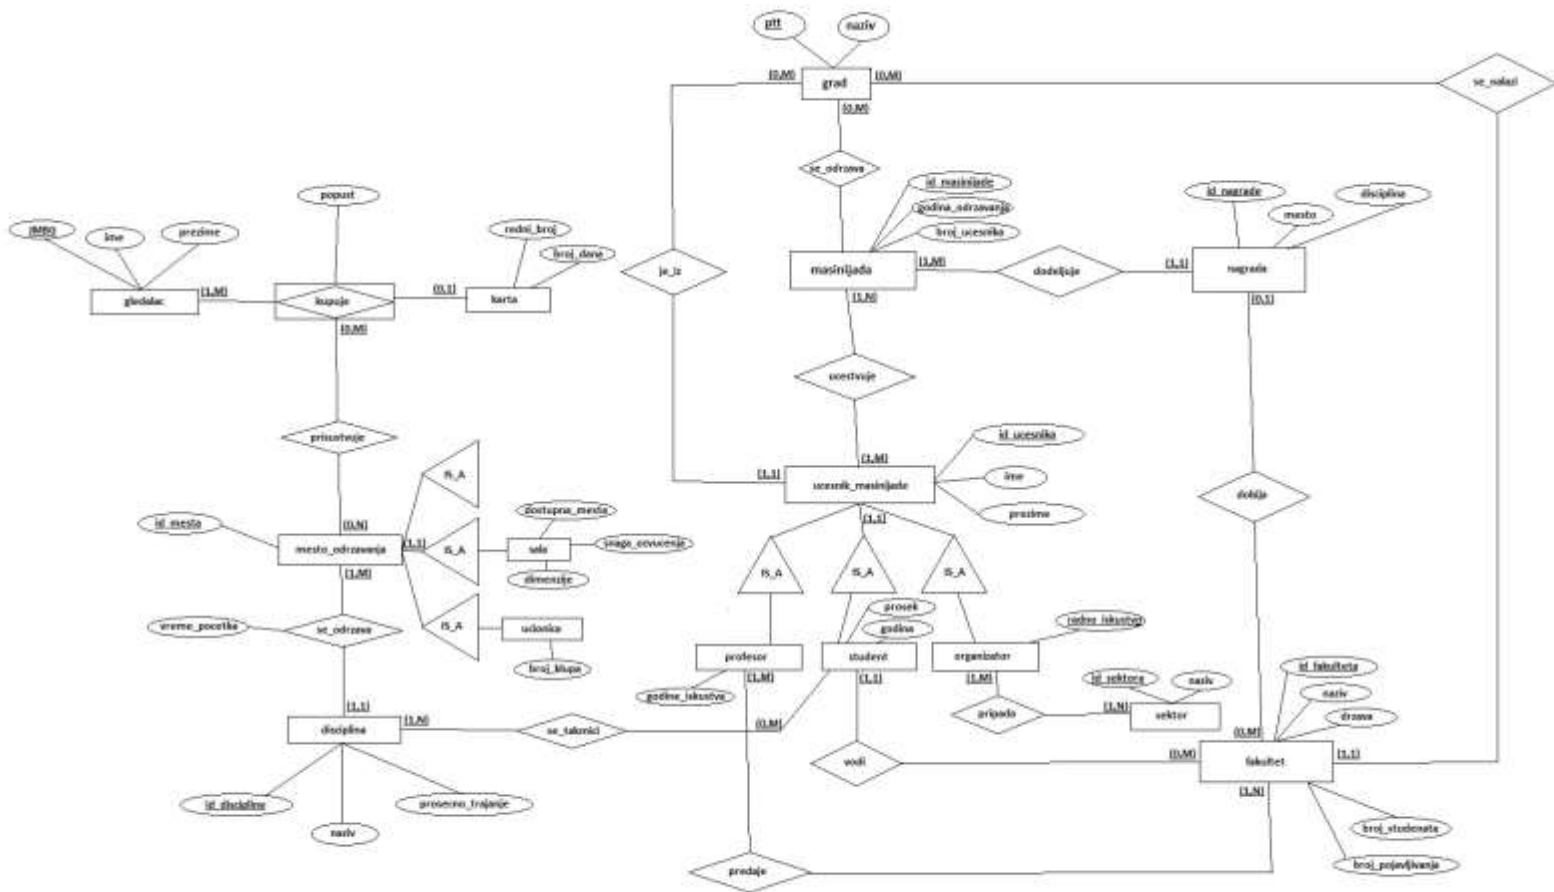 ptt
naziv
(0,M)
grad
(0,M)
se_nalazi
(0,M)
se_odrzava
popust
id_masinijade
godina_odrzavanja
broj_ucesnika
id_nagrade
mesto
disciplina
JMBG
ime
prezime
redni_broj
broj_dana
je_iz
masinijada
(1,M)
dodeljuje
(1,1)
nagrada
gledalac
(1,M)
kupuje
(0,1)
karta
(1,N)
(0,1)
(0,M)
ucestvuje
prisustvuje
id_ucesnika
(1,M)
(1,1)
ucesnik_masinijade
ime
prezime
dobija
IS_A
dostupna_mesta
id_mesta
(0,N)
mesto_odrzavanja
(1,1)
IS_A
sala
snaga_ozvucenja
(1,1)
(1,M)
dimenzije
IS_A
IS_A
IS_A
vreme_pocetka
se_odrzava
IS_A
ucionica
prosek
godina
radno_iskustvo
broj_klupa
profesor
student
organizator
(1,M)
(1,1)
(1,M)
godine_iskustva
id_sektora
naziv
id_fakulteta
naziv
drzava
(1,1)
disciplina
(1,N)
se_takmici
(0,M)
pripada
(1,N)
sektor
(0,M)
vodi
(0,M)
fakultet
(1,1)
(1,N)
id_discipline
prosecno_trajanje
naziv
broj_studenata
broj_pojavljivanja
predaje